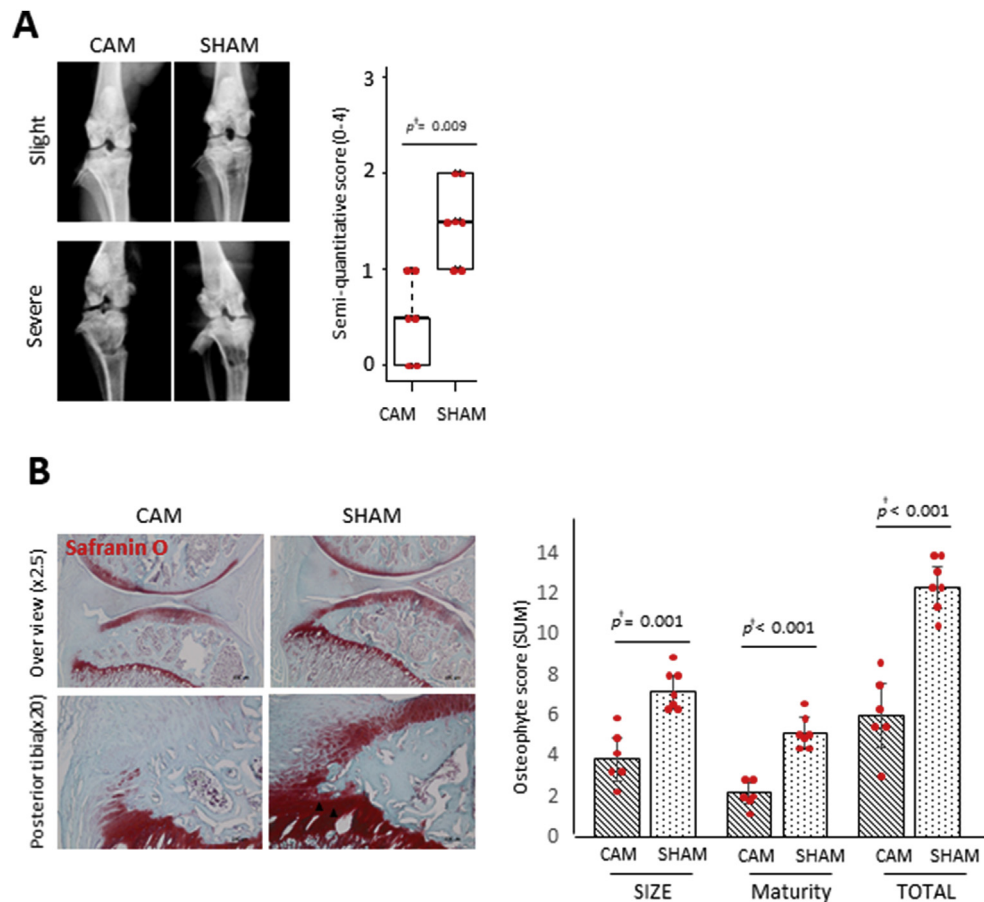 A
CAM SHAM
Slight
Severe
Semi-quantitative score (0-4)
3
2
1
0
p†= 0.009
CAM SHAM
B
CAM SHAM
Safranin O
Overview (x2.5)
Posterior tibia(x20)
Osteophyte score (SUM)
14
12
10
8
6
4
2
0
p†= 0.001
p†< 0.001
p†< 0.001
CAM SHAM CAM SHAM CAM SHAM
SIZE Maturity TOTAL